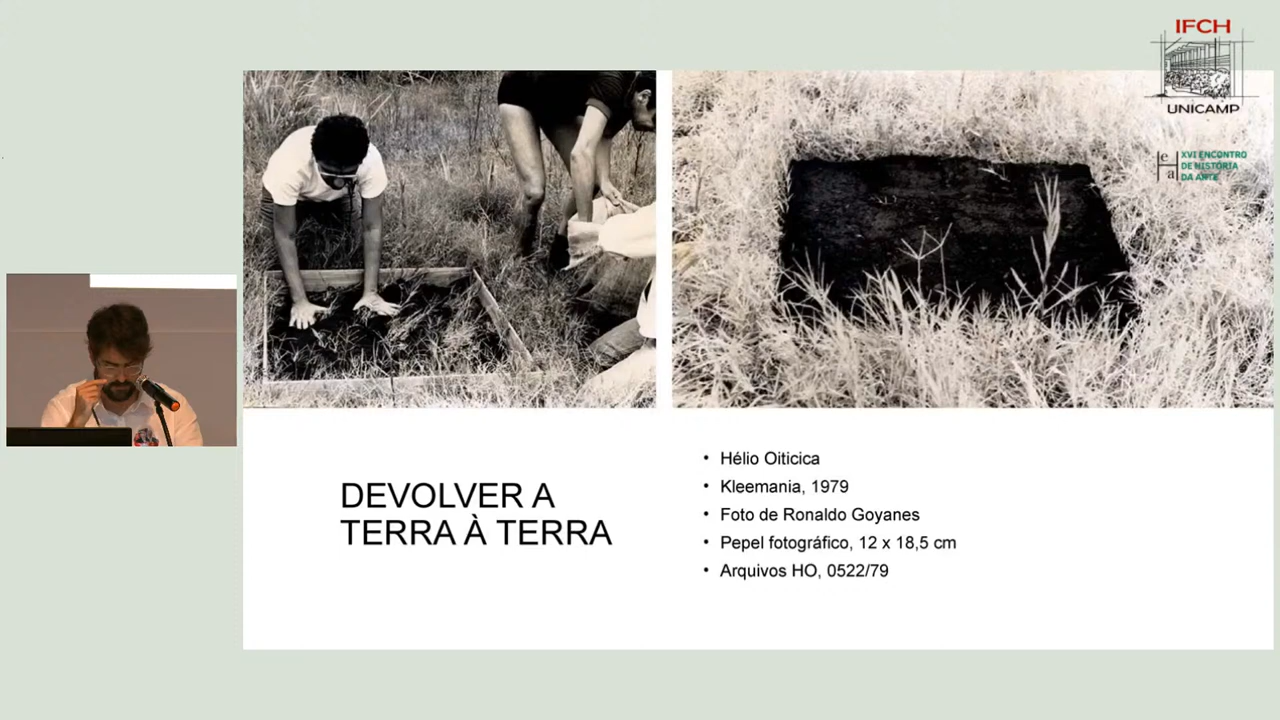 IFCH
UNICAMP
e
h
a
XVI ENCONTRO
DE HISTÓRIA
DA ARTE
DEVOLVER A
TERRA À TERRA
• Hélio Oiticica
• Kleemania, 1979
• Foto de Ronaldo Goyanes
• Pepel fotográfico, 12 x 18,5 cm
• Arquivos HO, 0522/79